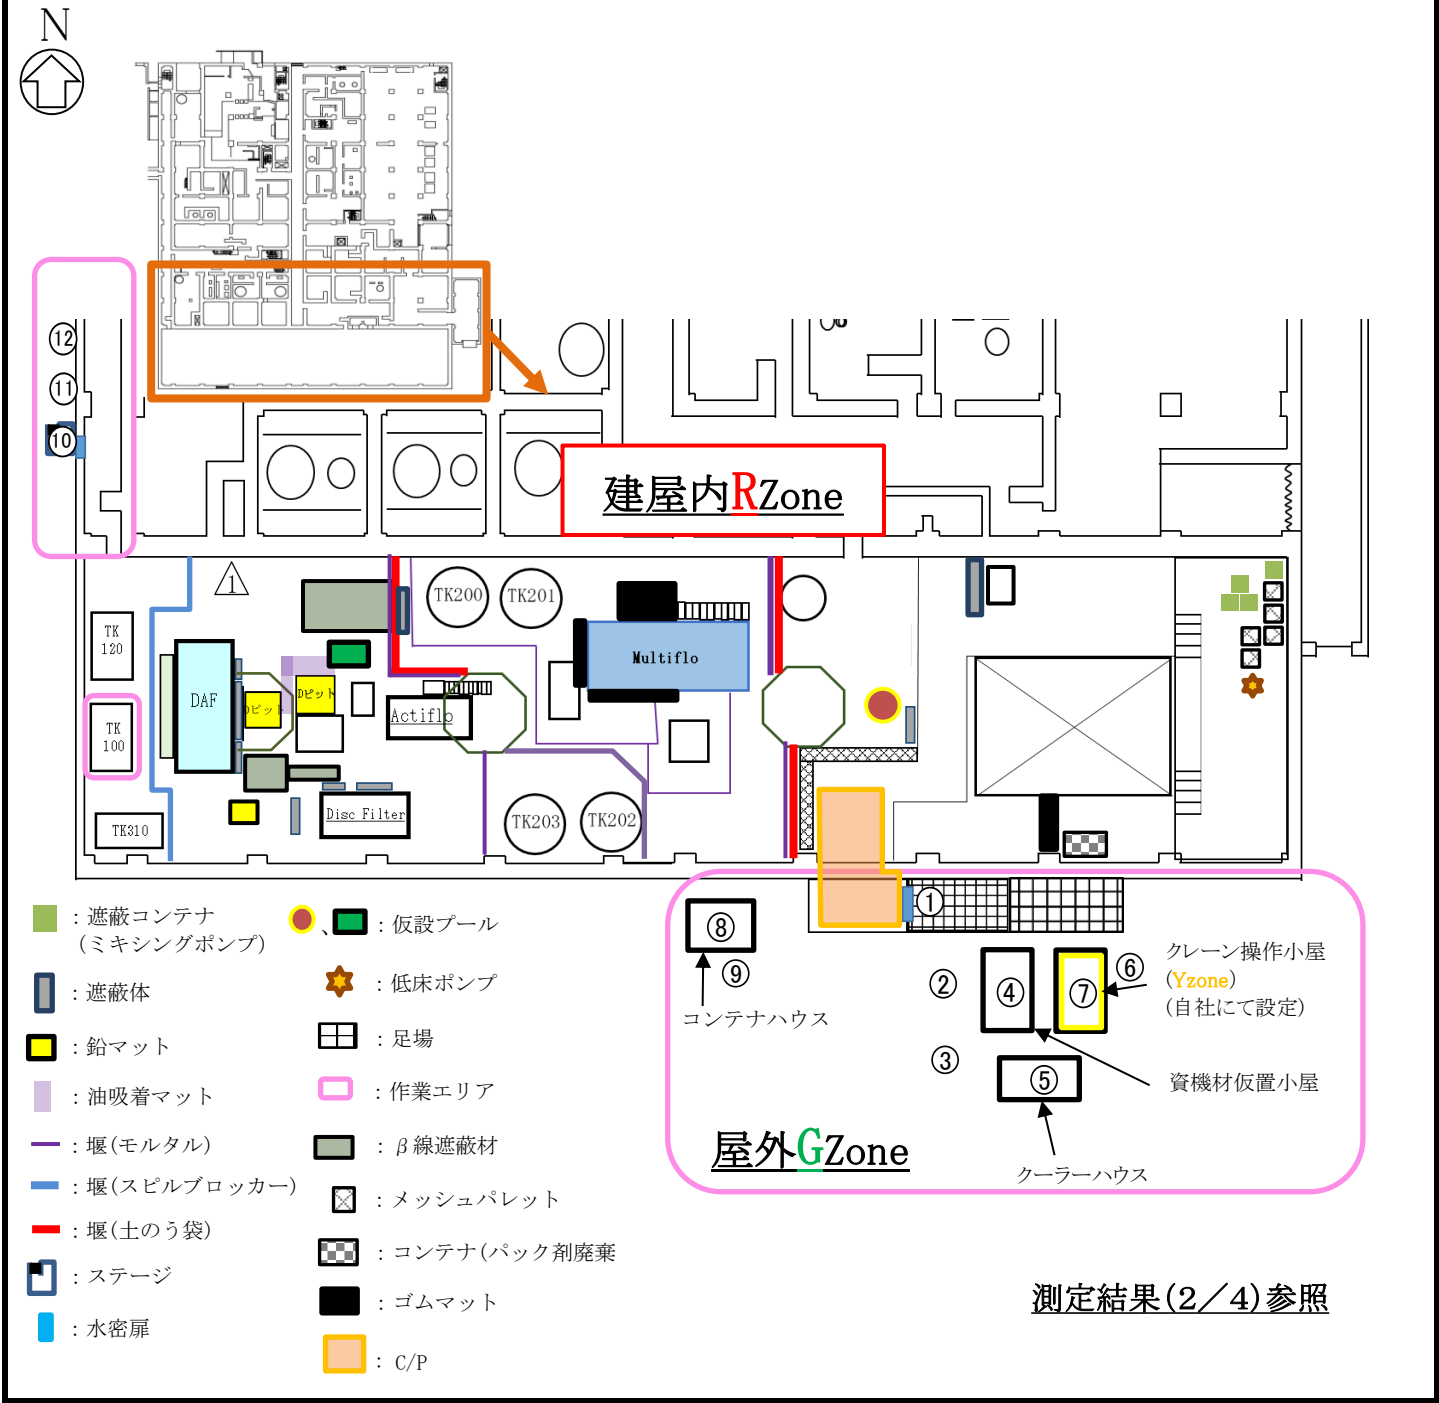 N
⑫
⑪
⑩
建屋内RZone
1
TK200
TK201
TK
120
Multiflo
DAF
Dピット
Dピット
TK
100
Actiflo
Disc Filter
TK203
TK202
TK310
①
⑧
⑨
コンテナハウス
②
④
⑦
⑥
クレーン操作小屋
(Yzone)
(自社にて設定)
③
⑤
資機材仮置小屋
クーラーハウス
屋外GZone
:遮蔽コンテナ
(ミキシングポンプ)
:遮蔽体
:鉛マット
:油吸着マット
:堰(モルタル)
:堰(スピルブロッカー)
:堰(土のう袋)
:ステージ
:水密扉
、
:仮設プール
:低床ポンプ
:足場
:作業エリア
:β線遮蔽材
:メッシュパレット
:コンテナ(パック剤廃棄
:ゴムマット
: C/P
測定結果(2/4)参照